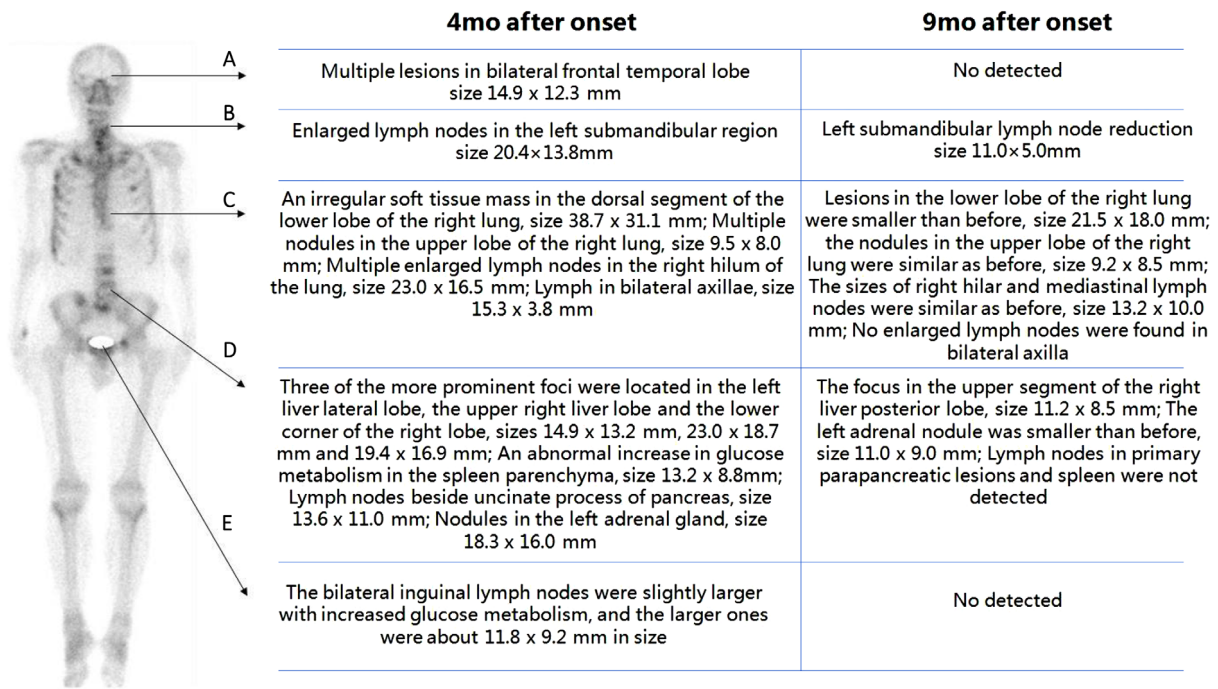 4mo after onset
9mo after onset
A
Multiple lesions in bilateral frontal temporal lobe
size 14.9 x 12.3 mm
No detected
B
Enlarged lymph nodes in the left submandibular region
size 20.4×13.8mm
Left submandibular lymph node reduction
size 11.0×5.0mm
C
An irregular soft tissue mass in the dorsal segment of the
lower lobe of the right lung, size 38.7 x 31.1 mm; Multiple
nodules in the upper lobe of the right lung, size 9.5 x 8.0
mm; Multiple enlarged lymph nodes in the right hilum of
the lung, size 23.0 x 16.5 mm; Lymph in bilateral axillae, size
15.3 x 3.8 mm
Lesions in the lower lobe of the right lung
were smaller than before, size 21.5 x 18.0 mm;
the nodules in the upper lobe of the right
lung were similar as before, size 9.2 x 8.5 mm;
The sizes of right hilar and mediastinal lymph
nodes were similar as before, size 13.2 x 10.0
mm; No enlarged lymph nodes were found in
bilateral axilla
D
Three of the more prominent foci were located in the left
liver lateral lobe, the upper right liver lobe and the lower
corner of the right lobe, sizes 14.9 x 13.2 mm, 23.0 x 18.7
mm and 19.4 x 16.9 mm; An abnormal increase in glucose
metabolism in the spleen parenchyma, size 13.2 x 8.8mm;
Lymph nodes beside uncinate process of pancreas, size
13.6 x 11.0 mm; Nodules in the left adrenal gland, size
18.3 x 16.0 mm
The focus in the upper segment of the right
liver posterior lobe, size 11.2 x 8.5 mm; The
left adrenal nodule was smaller than before,
size 11.0 x 9.0 mm; Lymph nodes in primary
parapancreatic lesions and spleen were not
detected
E
The bilateral inguinal lymph nodes were slightly larger
with increased glucose metabolism, and the larger ones
were about 11.8 x 9.2 mm in size
No detected